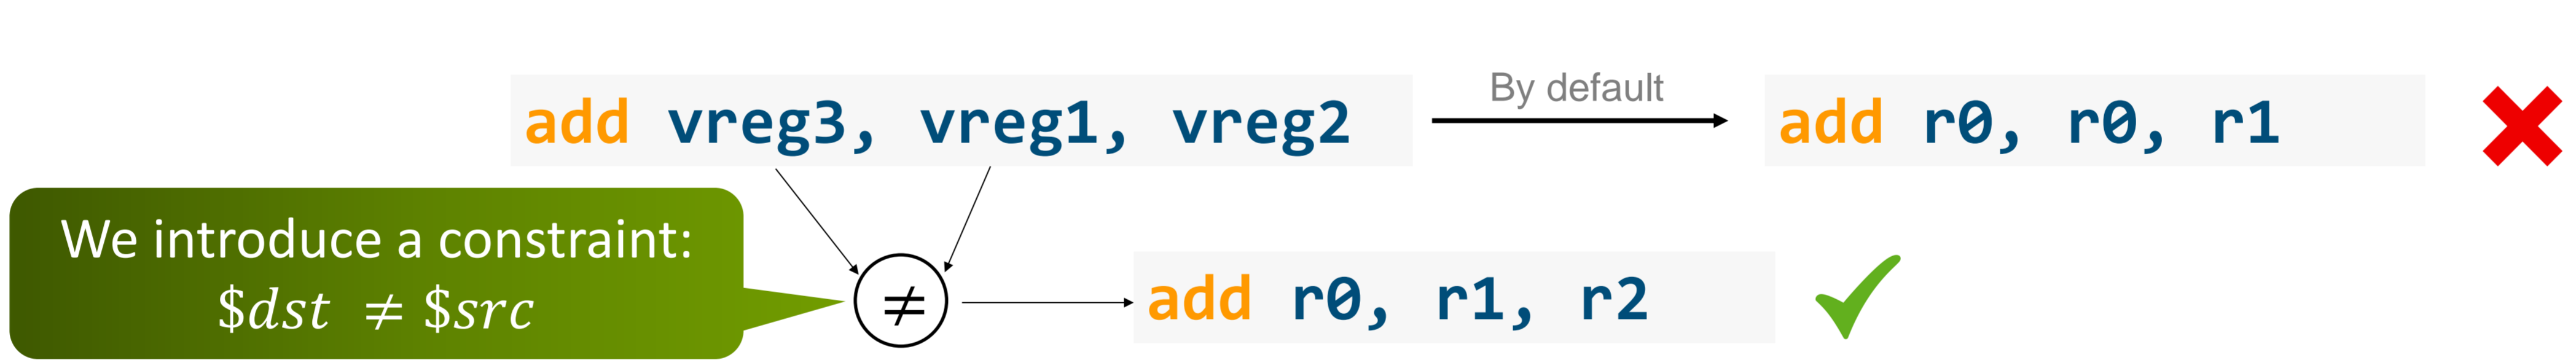 By default
add vreg3, vreg1, vreg2
add r0, r0, r1
We introduce a constraint:
$dst ≠ $src
≠
add r0, r1, r2